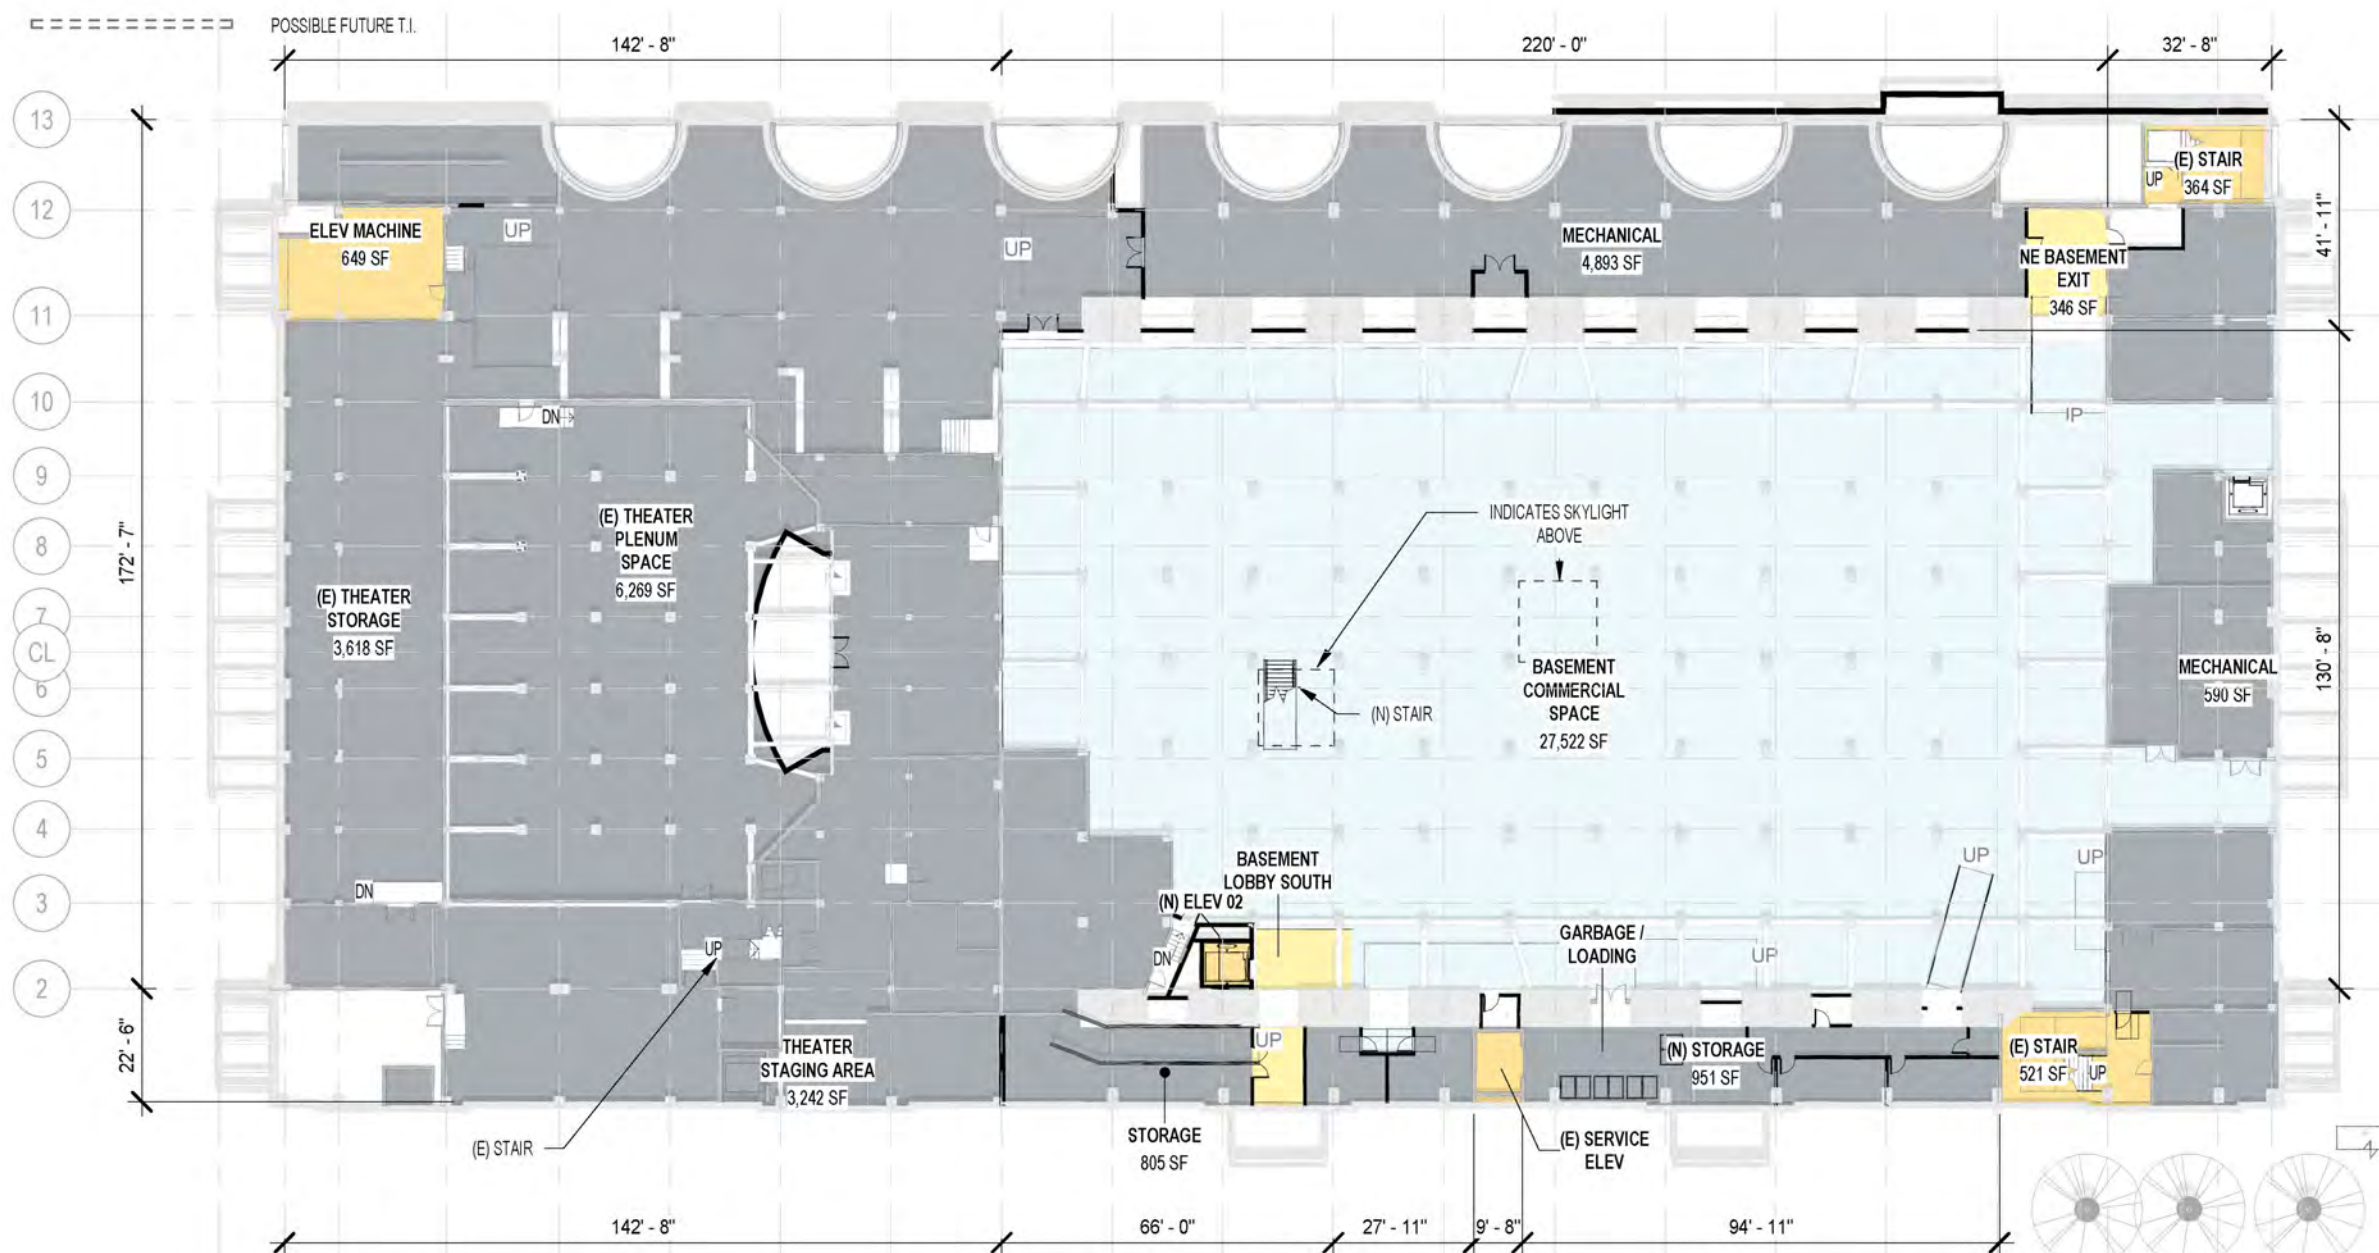 POSSIBLE FUTURE T.I.
142' - 8"
220' - 0"
32' - 8"
13
12
11
10
9
8
7
CL
6
5
4
3
2
172' - 7"
22' - 6"
41' - 11"
130' - 8"
(E) STAIR
364 SF
UP
ELEV MACHINE
649 SF
UP
UP
MECHANICAL
4,893 SF
NE BASEMENT
EXIT
346 SF
DN
IP
(E) THEATER
PLENUM
SPACE
6,269 SF
INDICATES SKYLIGHT
ABOVE
(E) THEATER
STORAGE
3,618 SF
BASEMENT
COMMERCIAL
SPACE
27,522 SF
(N) STAIR
MECHANICAL
590 SF
DN
BASEMENT
LOBBY SOUTH
(N) ELEV 02
UP
UP
UP
DN
GARBAGE /
LOADING
UP
THEATER
STAGING AREA
3,242 SF
UP
(N) STORAGE
951 SF
(E) STAIR
521 SF
UP
(E) STAIR
STORAGE
805 SF
(E) SERVICE
ELEV
142' - 8"
66' - 0"
27' - 11"
9' - 8"
94' - 11"